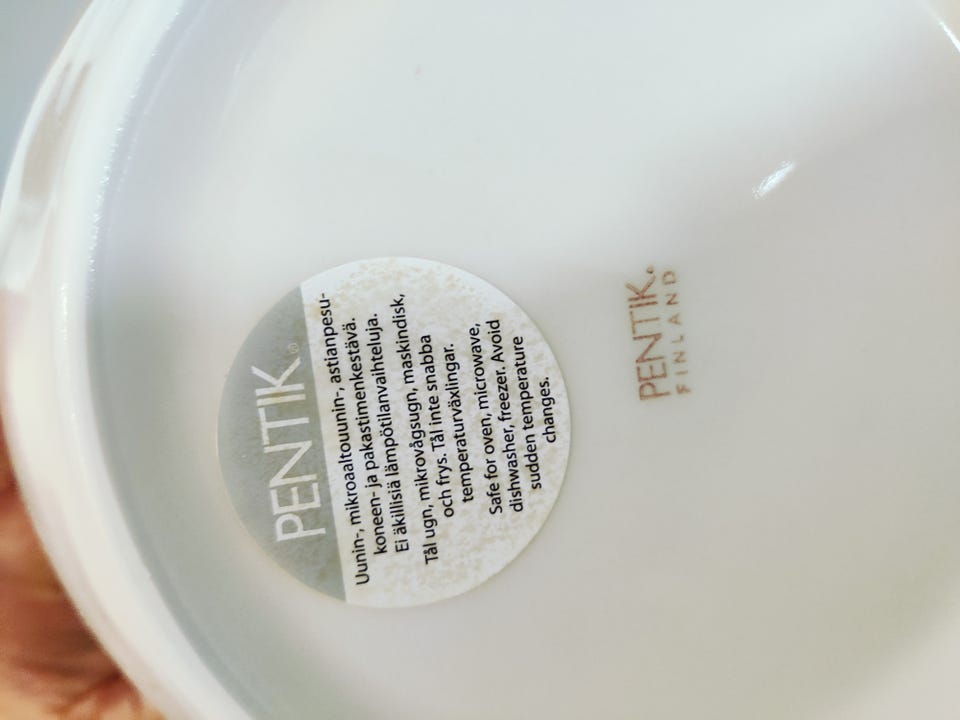 PENTIK®
Uunin-, mikroaaltouunin-, astianpesu-
koneen- ja pakastimenkestävä.
Ei äkillisiä lämpötilanvaihteluja.
Tål ugn, mikrovågsugn, maskindisk,
och frys. Tål inte snabba
temperaturväxlingar.
Safe for oven, microwave,
dishwasher, freezer. Avoid
sudden temperature
changes.
PENTIK®
FINLAND